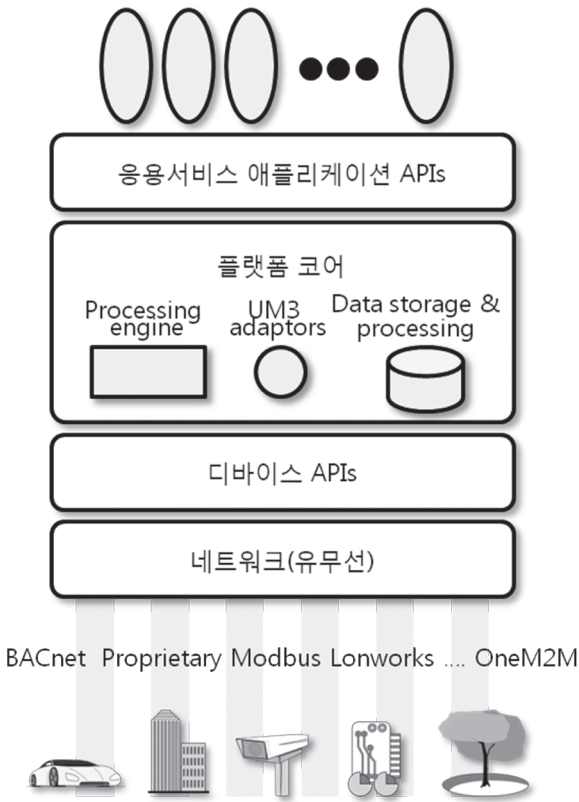 응용서비스 애플리케이션 APIs
플랫폼 코어
Processing
engine
UM3
adaptors
Data storage &
processing
디바이스 APIs
네트워크(유무선)
BACnet Proprietary Modbus Lonworks .... OneM2M